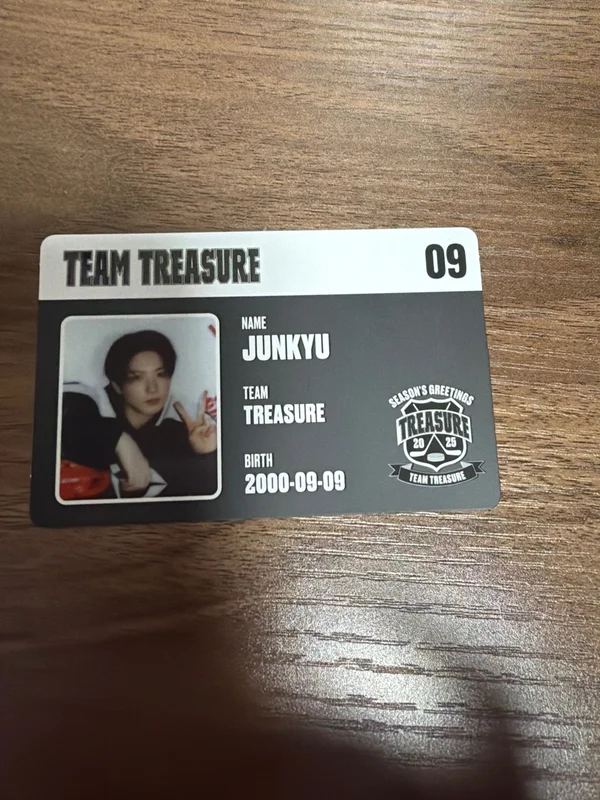 TEAM TREASURE
09
NAME
JUNKYU
TEAM
TREASURE
BIRTH
2000-09-09
SEASON'S GREETINGS
TREASURE
20 25
TEAM TREASURE